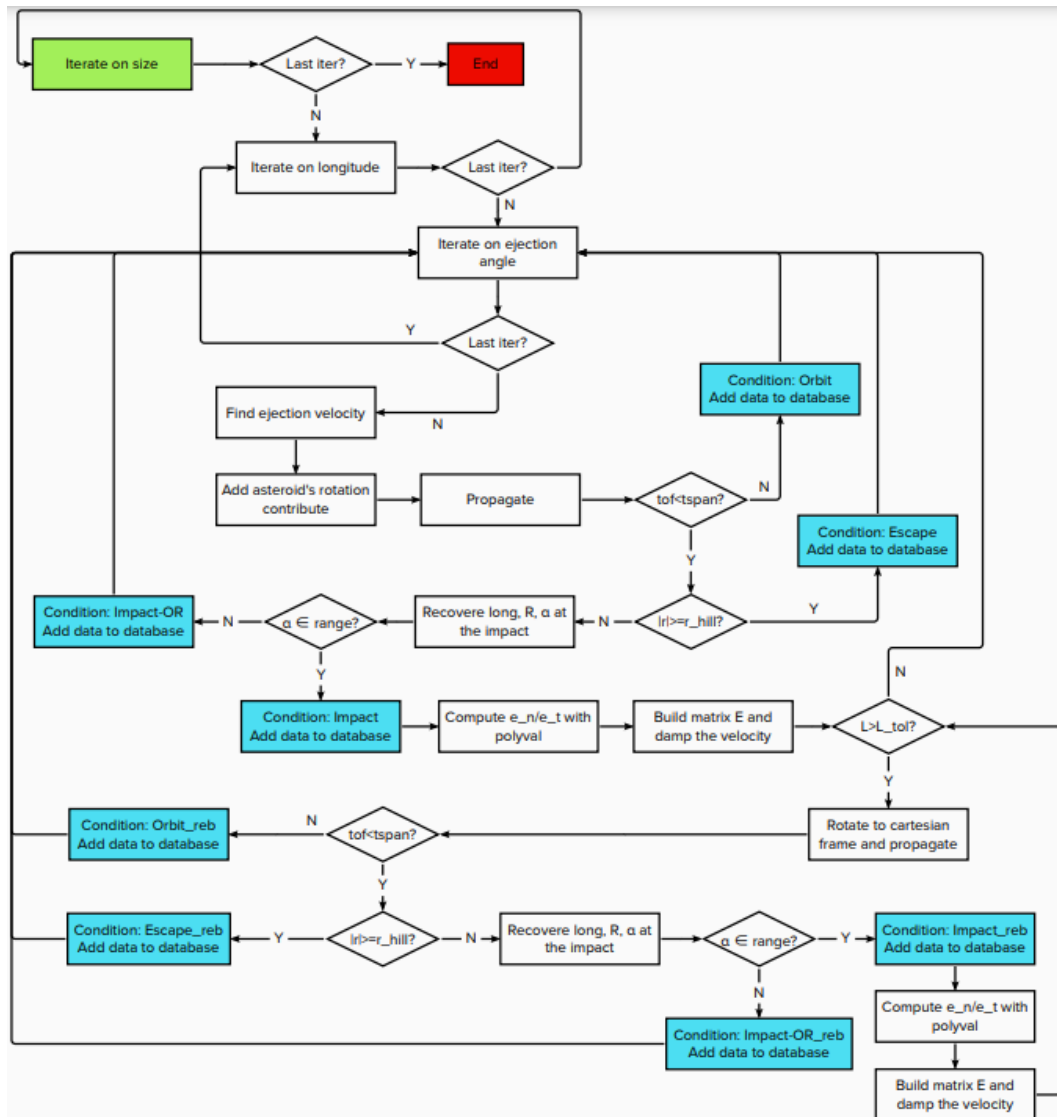 Iterate on size
Last iter?
Y
End
N
Iterate on longitude
Last iter?
N
Iterate on ejection
angle
Y
Last iter?
Condition: Orbit
Add data to database
Find ejection velocity
N
Add asteroid's rotation
contribute
Propagate
tof<tspan?
N
Condition: Escape
Add data to database
Y
Condition: Impact-OR
Add data to database
N
α ∈ range?
Recovere long, R, α at
the impact
N
|r|>=r_hill?
Y
Y
N
Condition: Impact
Add data to database
Compute e_n/e_t with
polyval
Build matrix E and
damp the velocity
L>L_tol?
Y
Condition: Orbit_reb
Add data to database
N
tof<tspan?
Rotate to cartesian
frame and propagate
Y
Condition: Escape_reb
Add data to database
Y
|r|>=r_hill?
N
Recovere long, R, α at
the impact
α ∈ range?
Y
Condition: Impact_reb
Add data to database
N
Compute e_n/e_t with
polyval
Condition: Impact-OR_reb
Add data to database
Build matrix E and
damp the velocity